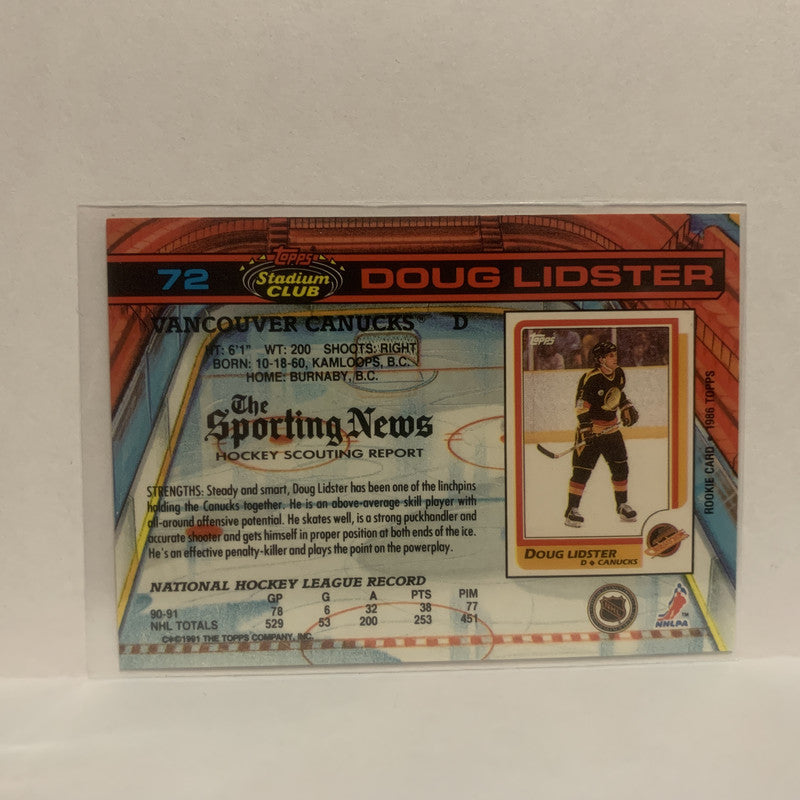 72
Topps
Stadium
CLUB
DOUG LIDSTER
VANCOUVER CANUCKS D
HT: 6'1" WT: 200 SHOOTS: RIGHT
BORN: 10-18-60, KAMLOOPS, B.C.
HOME: BURNABY, B.C.
The
Sporting News
HOCKEY SCOUTING REPORT
STRENGTHS: Steady and smart, Doug Lidster has been one of the linchpins
holding the Canucks together. He is an above-average skill player with
all-around offensive potential. He skates well, is a strong puckhandler and
accurate shooter and gets himself in proper position at both ends of the ice.
He's an effective penalty-killer and plays the point on the powerplay.
NATIONAL HOCKEY LEAGUE RECORD
GP G A PTS PIM
90-91 78 6 32 38 77
NHL TOTALS 529 53 200 253 451
©1991 THE TOPPS COMPANY, INC.
Topps
DOUG LIDSTER
D ◆ CANUCKS
ROOKIE CARD • 1986 TOPPS
NHLPA
TM